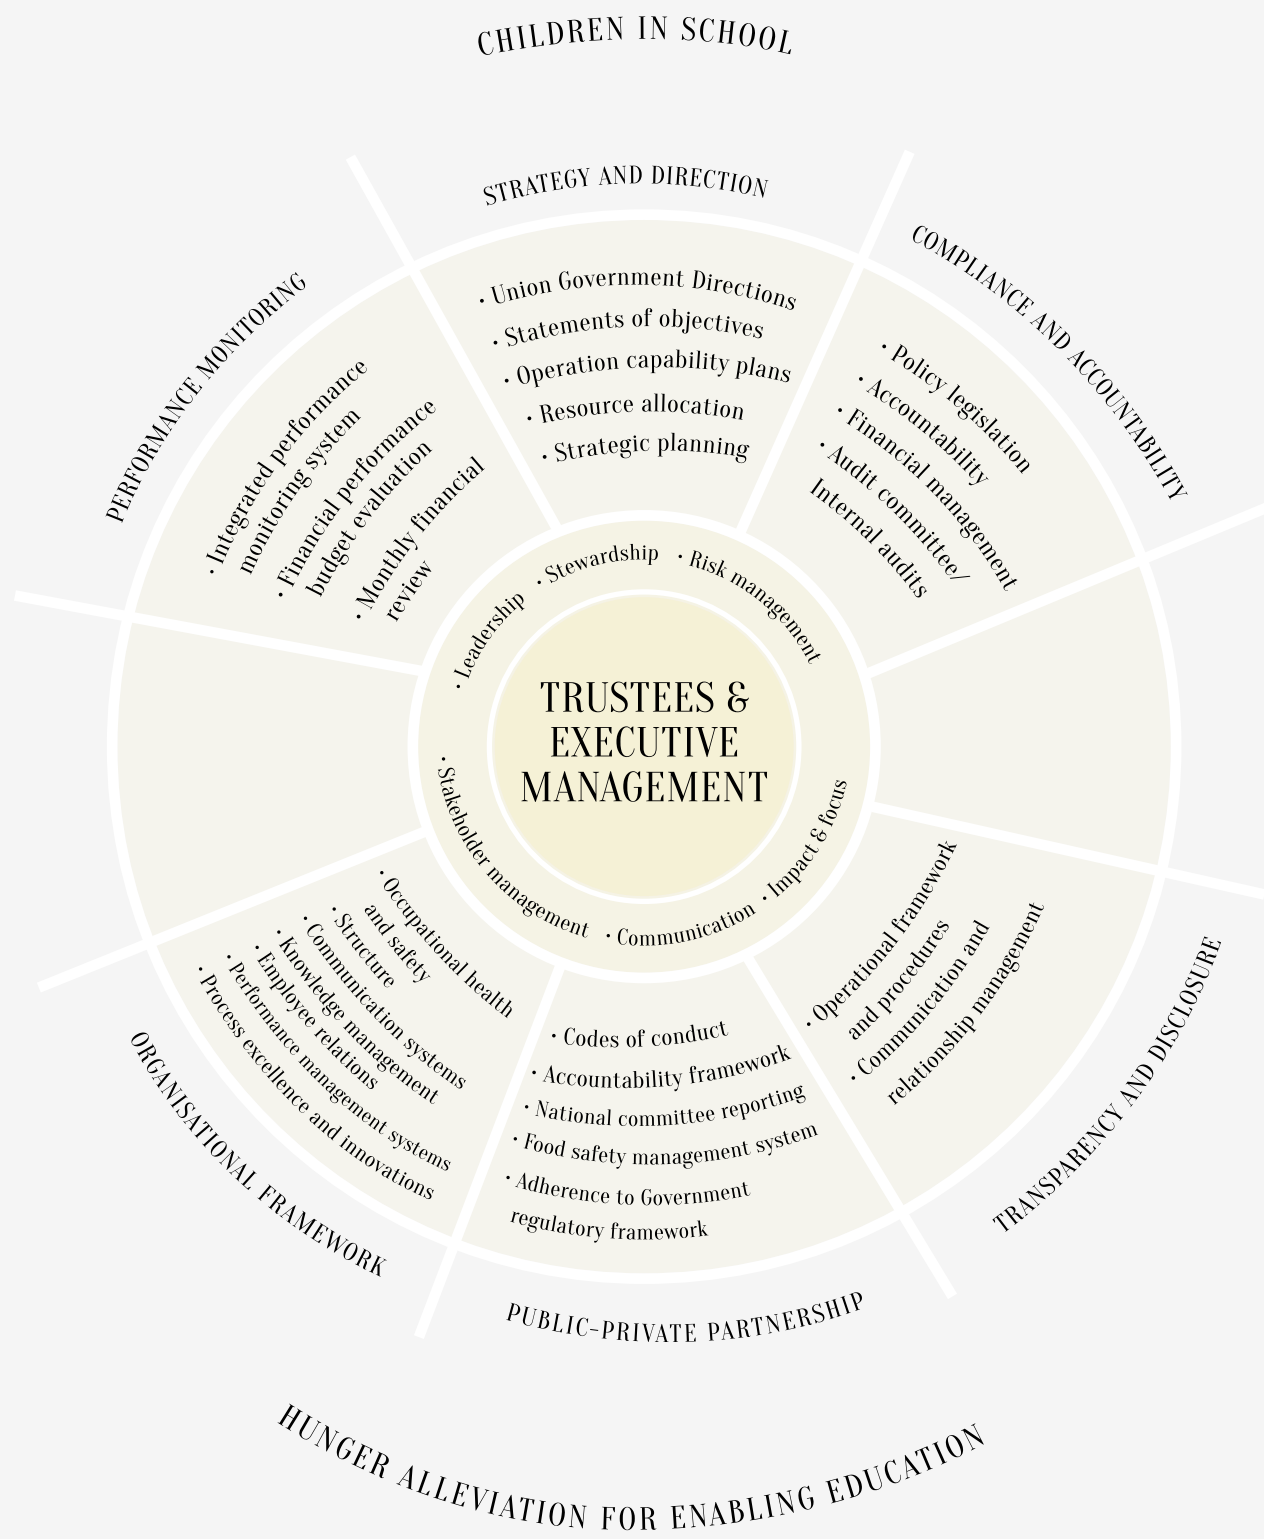 CHILDREN IN SCHOOL
STRATEGY AND DIRECTION
• Union Government Directions
• Statements of objectives
• Operation capability plans
• Resource allocation
• Strategic planning
COMPLIANCE AND ACCOUNTABILITY
• Policy legislation
• Accountability
• Financial management
• Audit committee/
Internal audits
PERFORMANCE MONITORING
• Integrated performance
monitoring system
• Financial performance
budget evaluation
• Monthly financial
review
• Leadership
• Stewardship
• Risk management
TRUSTEES &
EXECUTIVE
MANAGEMENT
• Stakeholder management
• Communication
• Impact & focus
• Occupational health
and safety
• Structure
• Communication systems
• Knowledge management
• Employee relations
• Performance management systems
• Process excellence and innovations
ORGANISATIONAL FRAMEWORK
• Codes of conduct
• Accountability framework
• National committee reporting
• Food safety management system
• Adherence to Government
regulatory framework
PUBLIC-PRIVATE PARTNERSHIP
• Operational framework
and procedures
• Communication and
relationship management
TRANSPARENCY AND DISCLOSURE
HUNGER ALLEVIATION FOR ENABLING EDUCATION